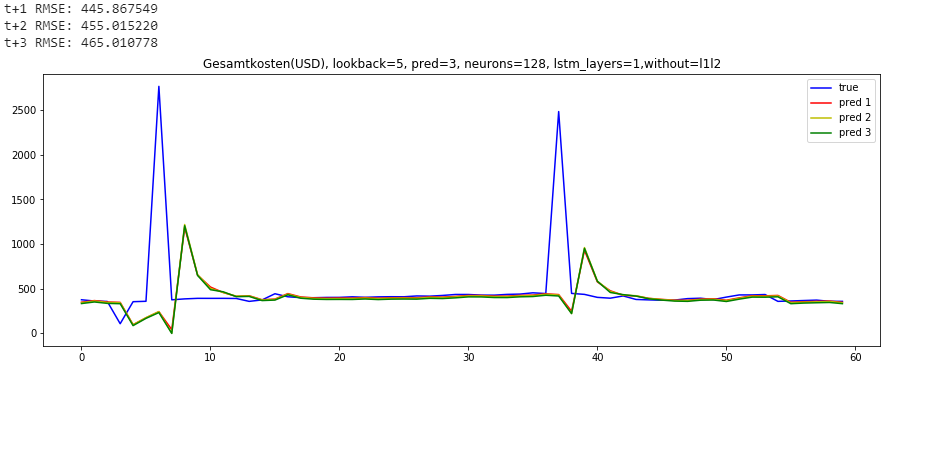 t+1 RMSE: 445.867549
t+2 RMSE: 455.015220
t+3 RMSE: 465.010778
Gesamtkosten(USD), lookback=5, pred=3, neurons=128, lstm_layers=1,without=l1l2
true
pred 1
pred 2
pred 3
2500
2000
1500
1000
500
0
0 10 20 30 40 50 60